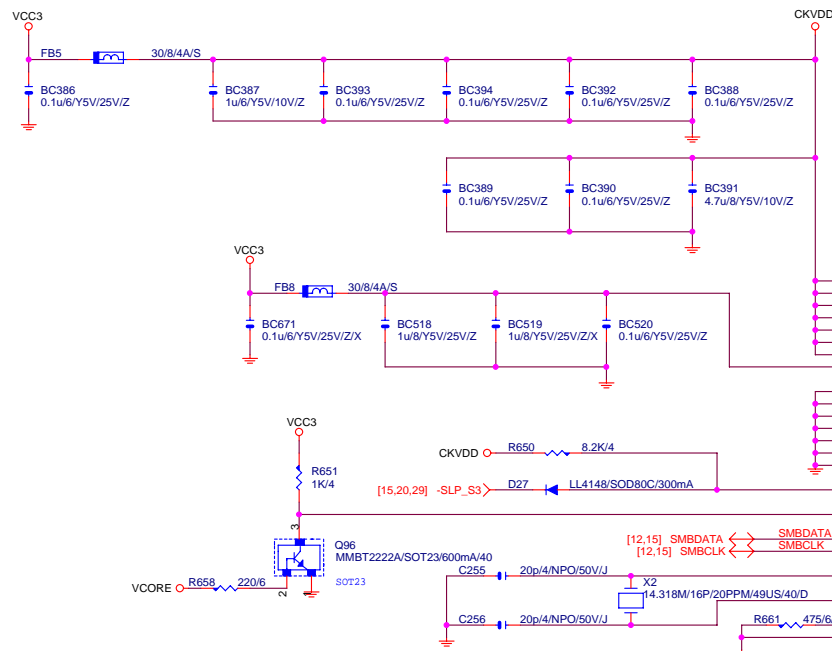 VCC3
CKVDD
FB5
30/8/4A/S
BC386
0.1u/6/Y5V/25V/Z
BC387
1u/6/Y5V/10V/Z
BC393
0.1u/6/Y5V/25V/Z
BC394
0.1u/6/Y5V/25V/Z
BC392
0.1u/6/Y5V/25V/Z
BC388
0.1u/6/Y5V/25V/Z
BC389
0.1u/6/Y5V/25V/Z
BC390
0.1u/6/Y5V/25V/Z
BC391
4.7u/8/Y5V/10V/Z
VCC3
FB8
30/8/4A/S
BC671
0.1u/6/Y5V/25V/Z/X
BC518
1u/8/Y5V/25V/Z
BC519
1u/8/Y5V/25V/Z/X
BC520
0.1u/6/Y5V/25V/Z
VCC3
R651
1K/4
CKVDD
R650
8.2K/4
[15,20,29] -SLP_S3
D27
LL4148/SOD80C/300mA
3
Q96
MMBT2222A/SOT23/600mA/40
SOT23
2
1
VCORE
R658
220/6
[12,15] SMBDATA
SMBDATA
[12,15] SMBCLK
SMBCLK
C255
20p/4/NPO/50V/J
X2
14.318M/16P/20PPM/49US/40/D
C256
20p/4/NPO/50V/J
R661
475/6/